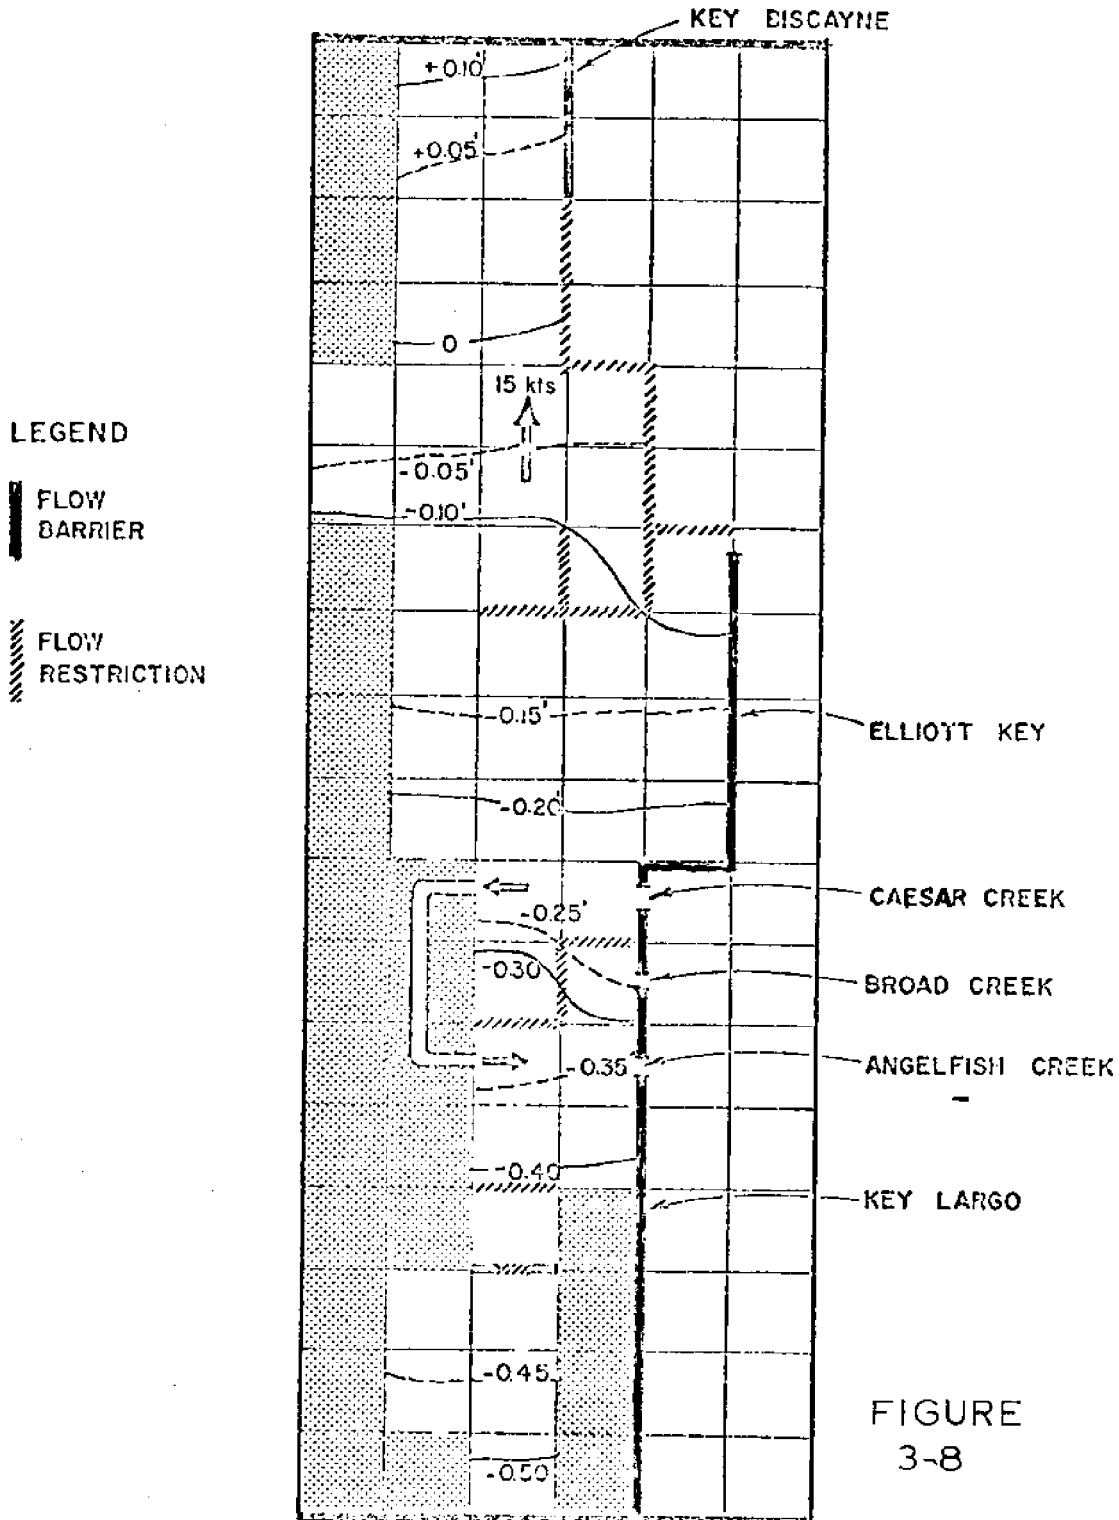 KEY BISCAYNE
+0.10'
+0.05'
0
15 kts
-0.05'
-0.10'
LEGEND
FLOW
BARRIER
FLOW
RESTRICTION
-0.15'
ELLIOTT KEY
-0.20'
CAESAR CREEK
-0.25'
-0.30
BROAD CREEK
-0.35
ANGELFISH CREEK
-0.40
KEY LARGO
-0.45
-0.50
FIGURE
3-8